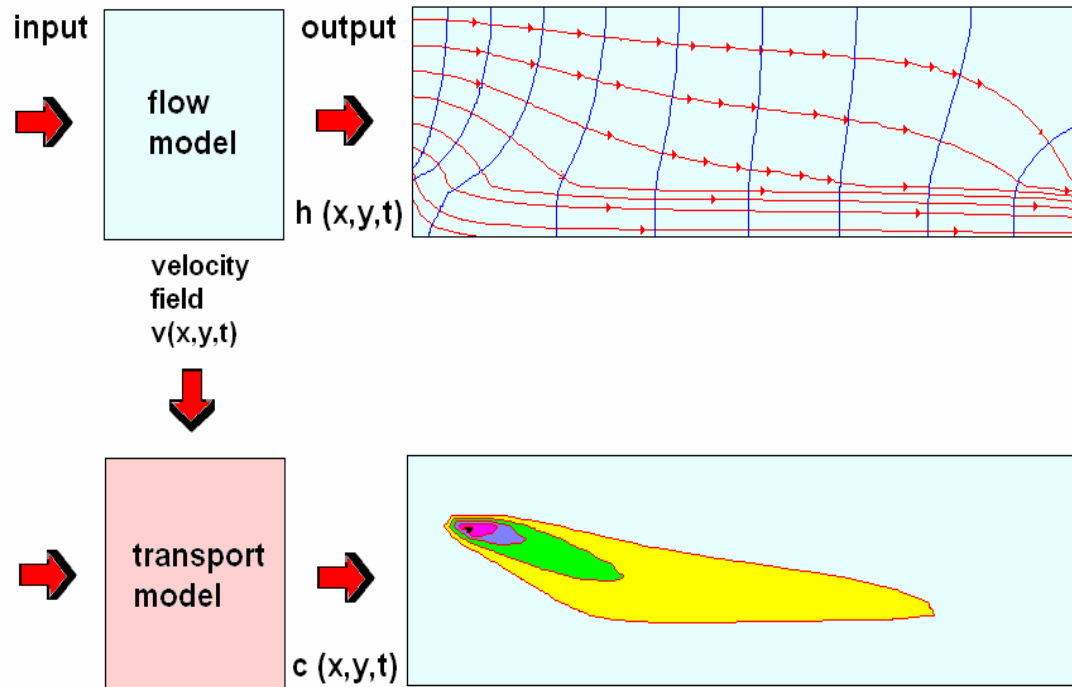 input
output
flow
model
h (x,y,t)
velocity
field
v(x,y,t)
transport
model
c (x,y,t)